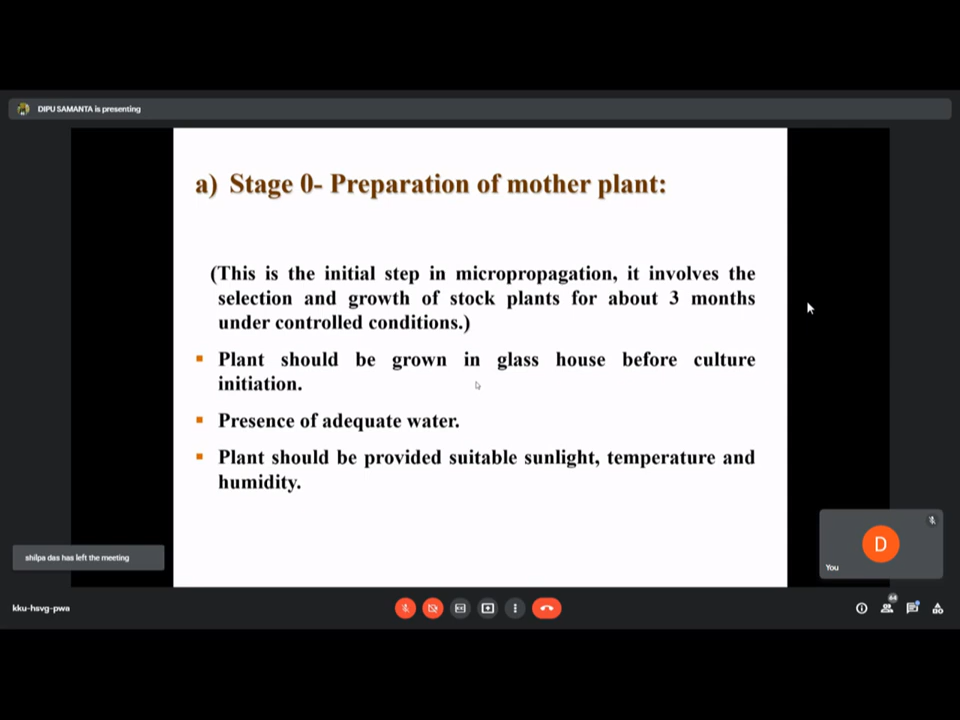 DIPU SAMANTA is presenting
a) Stage 0- Preparation of mother plant:
(This is the initial step in micropropagation, it involves the
selection and growth of stock plants for about 3 months
under controlled conditions.)
▪ Plant should be grown in glass house before culture
initiation.
▪ Presence of adequate water.
▪ Plant should be provided suitable sunlight, temperature and
humidity.
D
You
shilpa das has left the meeting
kku-hsvg-pwa
44